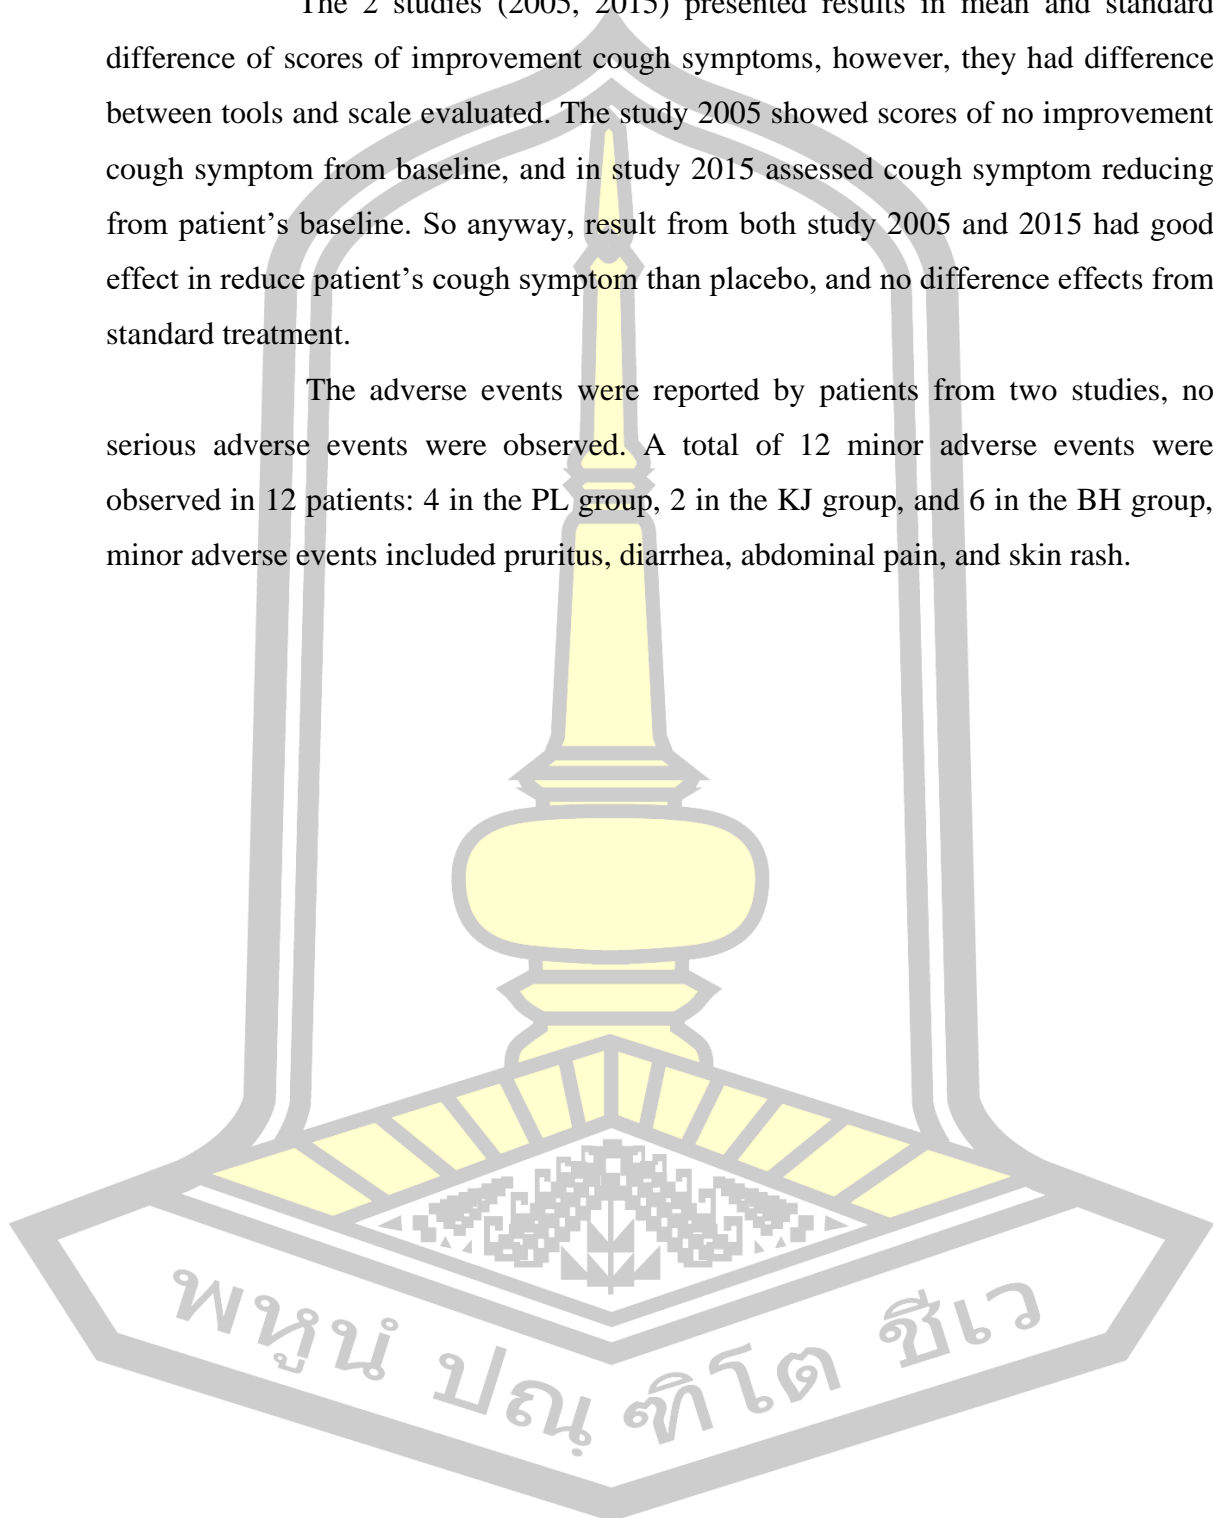 The 2 studies (2005, 2015) presented results in mean and standard
difference of scores of improvement cough symptoms, however, they had difference
between tools and scale evaluated. The study 2005 showed scores of no improvement
cough symptom from baseline, and in study 2015 assessed cough symptom reducing
from patient’s baseline. So anyway, result from both study 2005 and 2015 had good
effect in reduce patient’s cough symptom than placebo, and no difference effects from
standard treatment.
The adverse events were reported by patients from two studies, no
serious adverse events were observed. A total of 12 minor adverse events were
observed in 12 patients: 4 in the PL group, 2 in the KJ group, and 6 in the BH group,
minor adverse events included pruritus, diarrhea, abdominal pain, and skin rash.
พหูนํ ปณฺฑิโต ชีเว